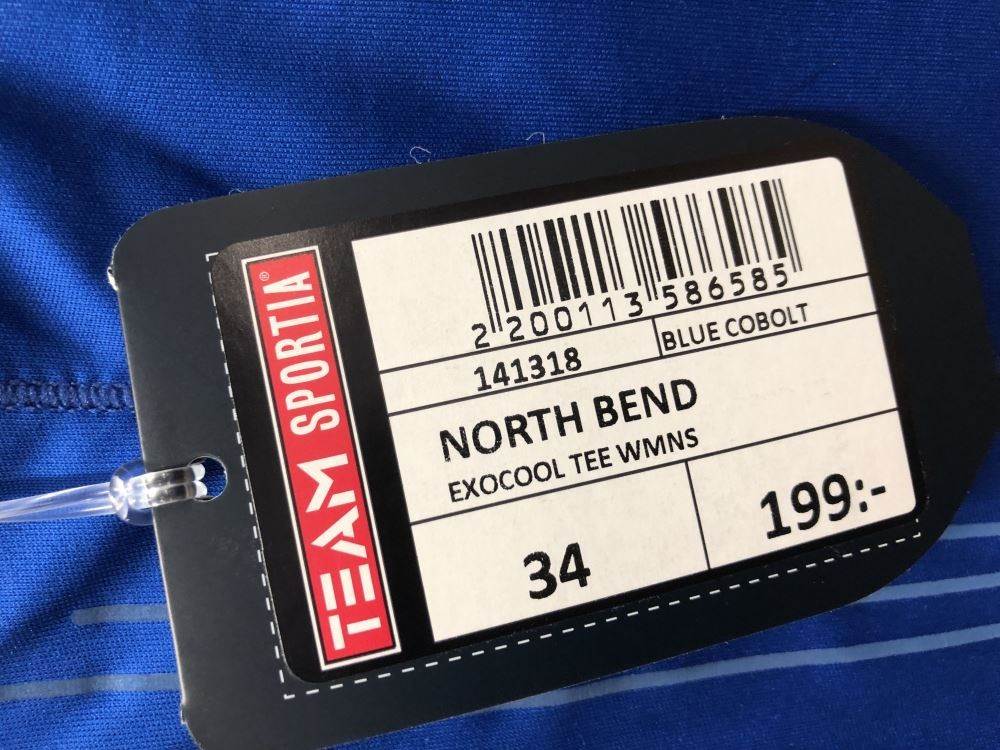 TEAM SPORTIA®
2 200113 586585
141318
BLUE COBOLT
NORTH BEND
EXOCOOL TEE WMNS
34
199:-